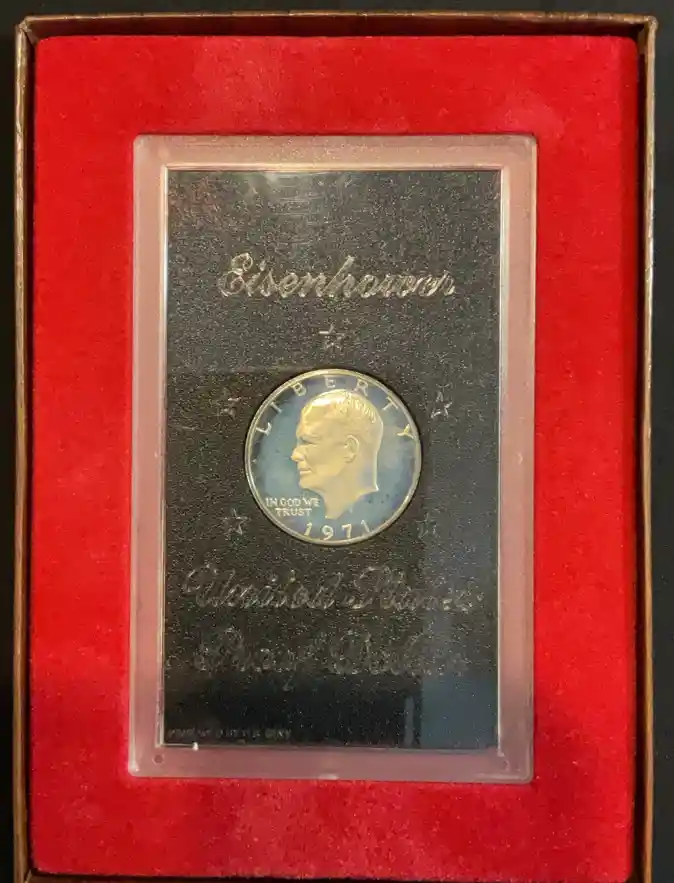 Eisenhower
LIBERTY
IN GOD WE
TRUST
1971
United States
Proof Dollar